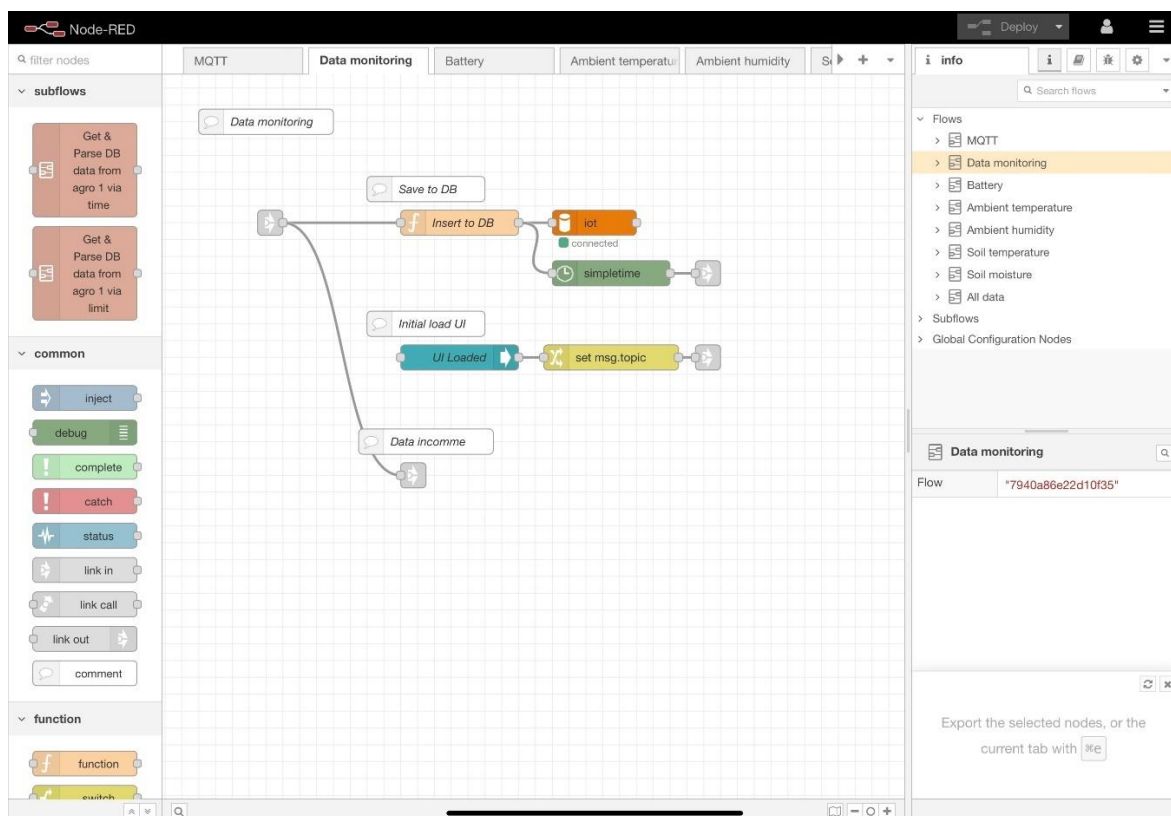 Node-RED
Deploy
filter nodes
MQTT
Data monitoring
Battery
Ambient temperatur
Ambient humidity
info
Search flows
subflows
Get &
Parse DB
data from
agro 1 via
time
Get &
Parse DB
data from
agro 1 via
limit
common
inject
debug
complete
catch
status
link in
link call
link out
comment
function
function
switch
Data monitoring
Save to DB
Insert to DB
iot
connected
simpletime
Initial load UI
UI Loaded
set msg.topic
Data incomme
Flows
MQTT
Data monitoring
Battery
Ambient temperature
Ambient humidity
Soil temperature
Soil moisture
All data
Subflows
Global Configuration Nodes
Data monitoring
Flow "7940a86e22d10f35"
Export the selected nodes, or the
current tab with ⌘e